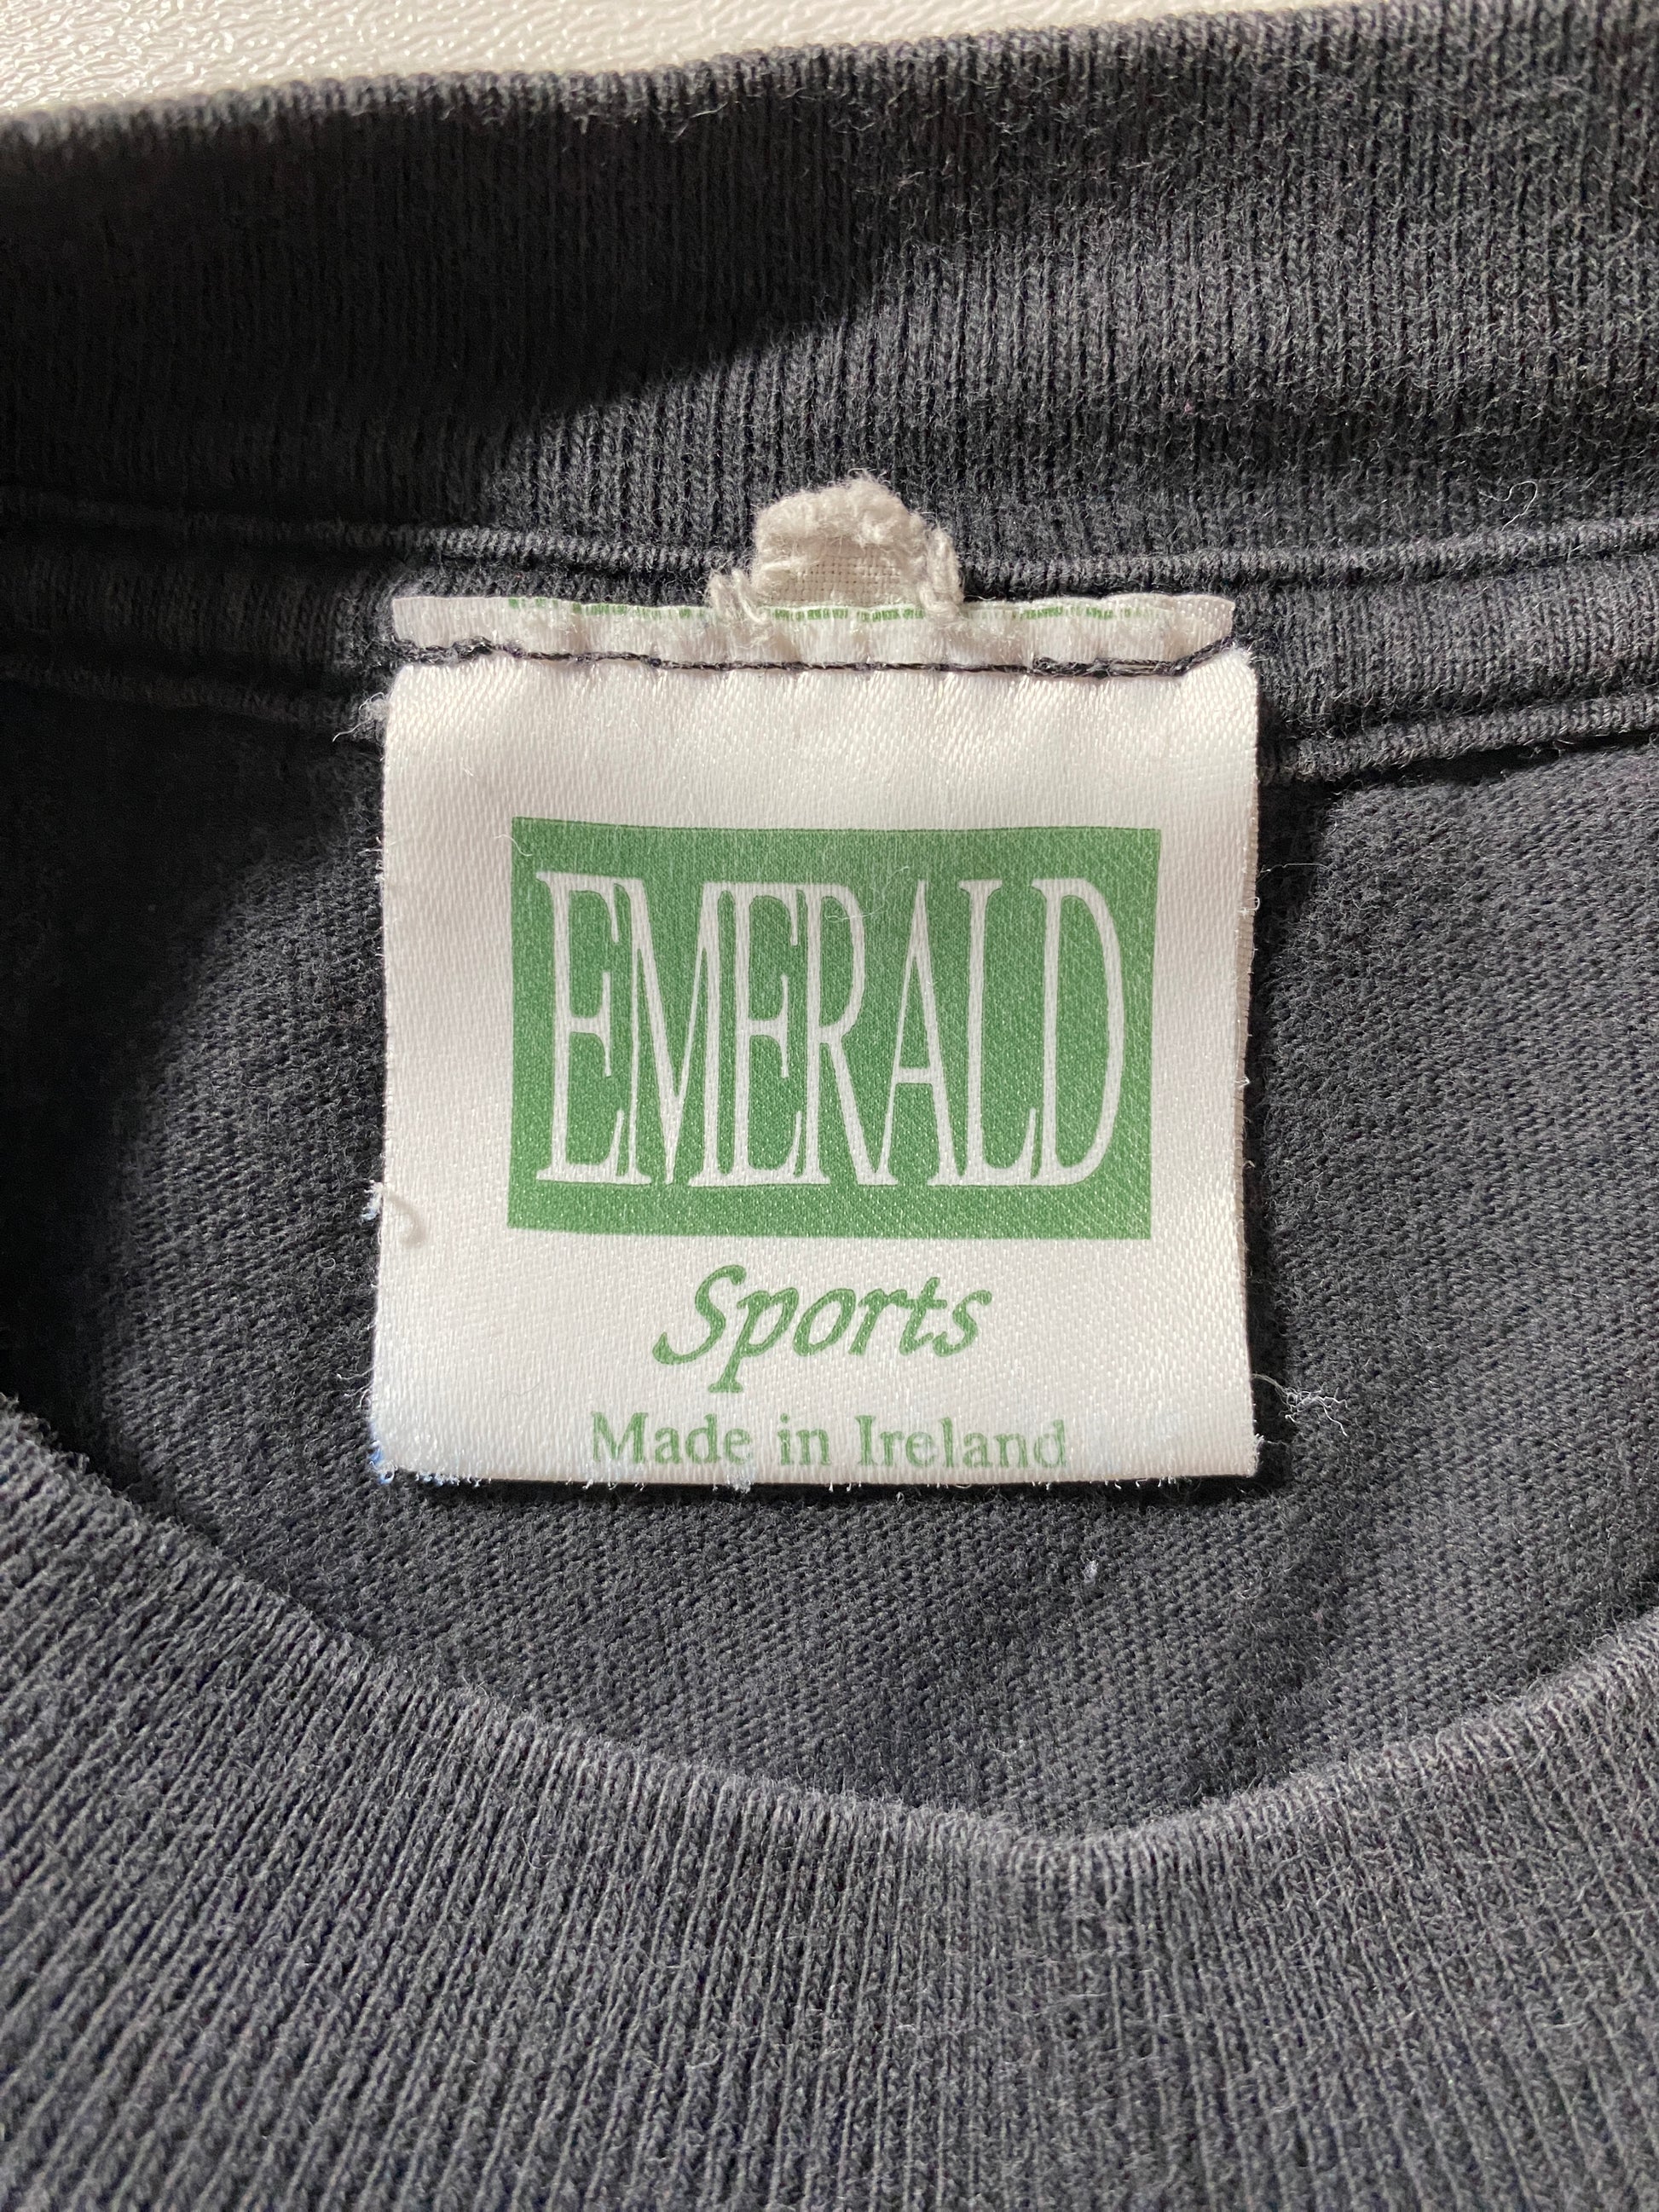 EMERALD
Sports
Made in Ireland